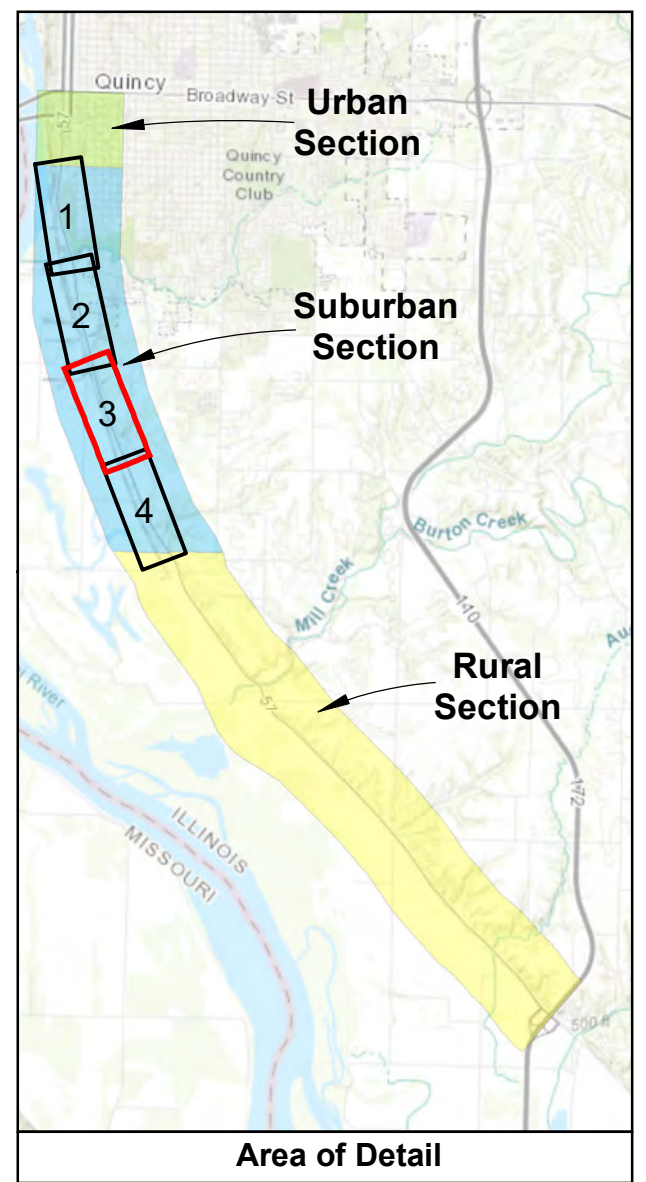 Quincy
Broadway-St
Urban
Section
57
Quincy
Country
Club
1
2
Suburban
Section
3
4
Burton Creek
Mill Creek
110
Rural
Section
57
River
ILLINOIS
MISSOURI
172
500 ft
Area of Detail